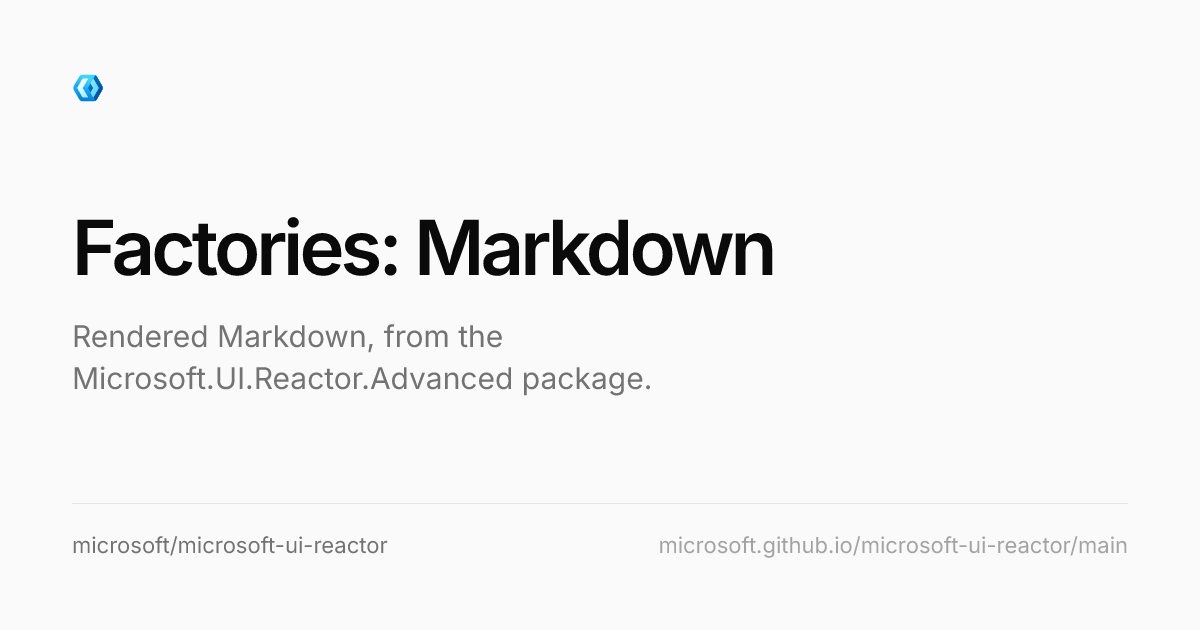 Factories: Markdown
Rendered Markdown, from the
Microsoft.UI.Reactor.Advanced package.
microsoft/microsoft-ui-reactor
microsoft.github.io/microsoft-ui-reactor/main